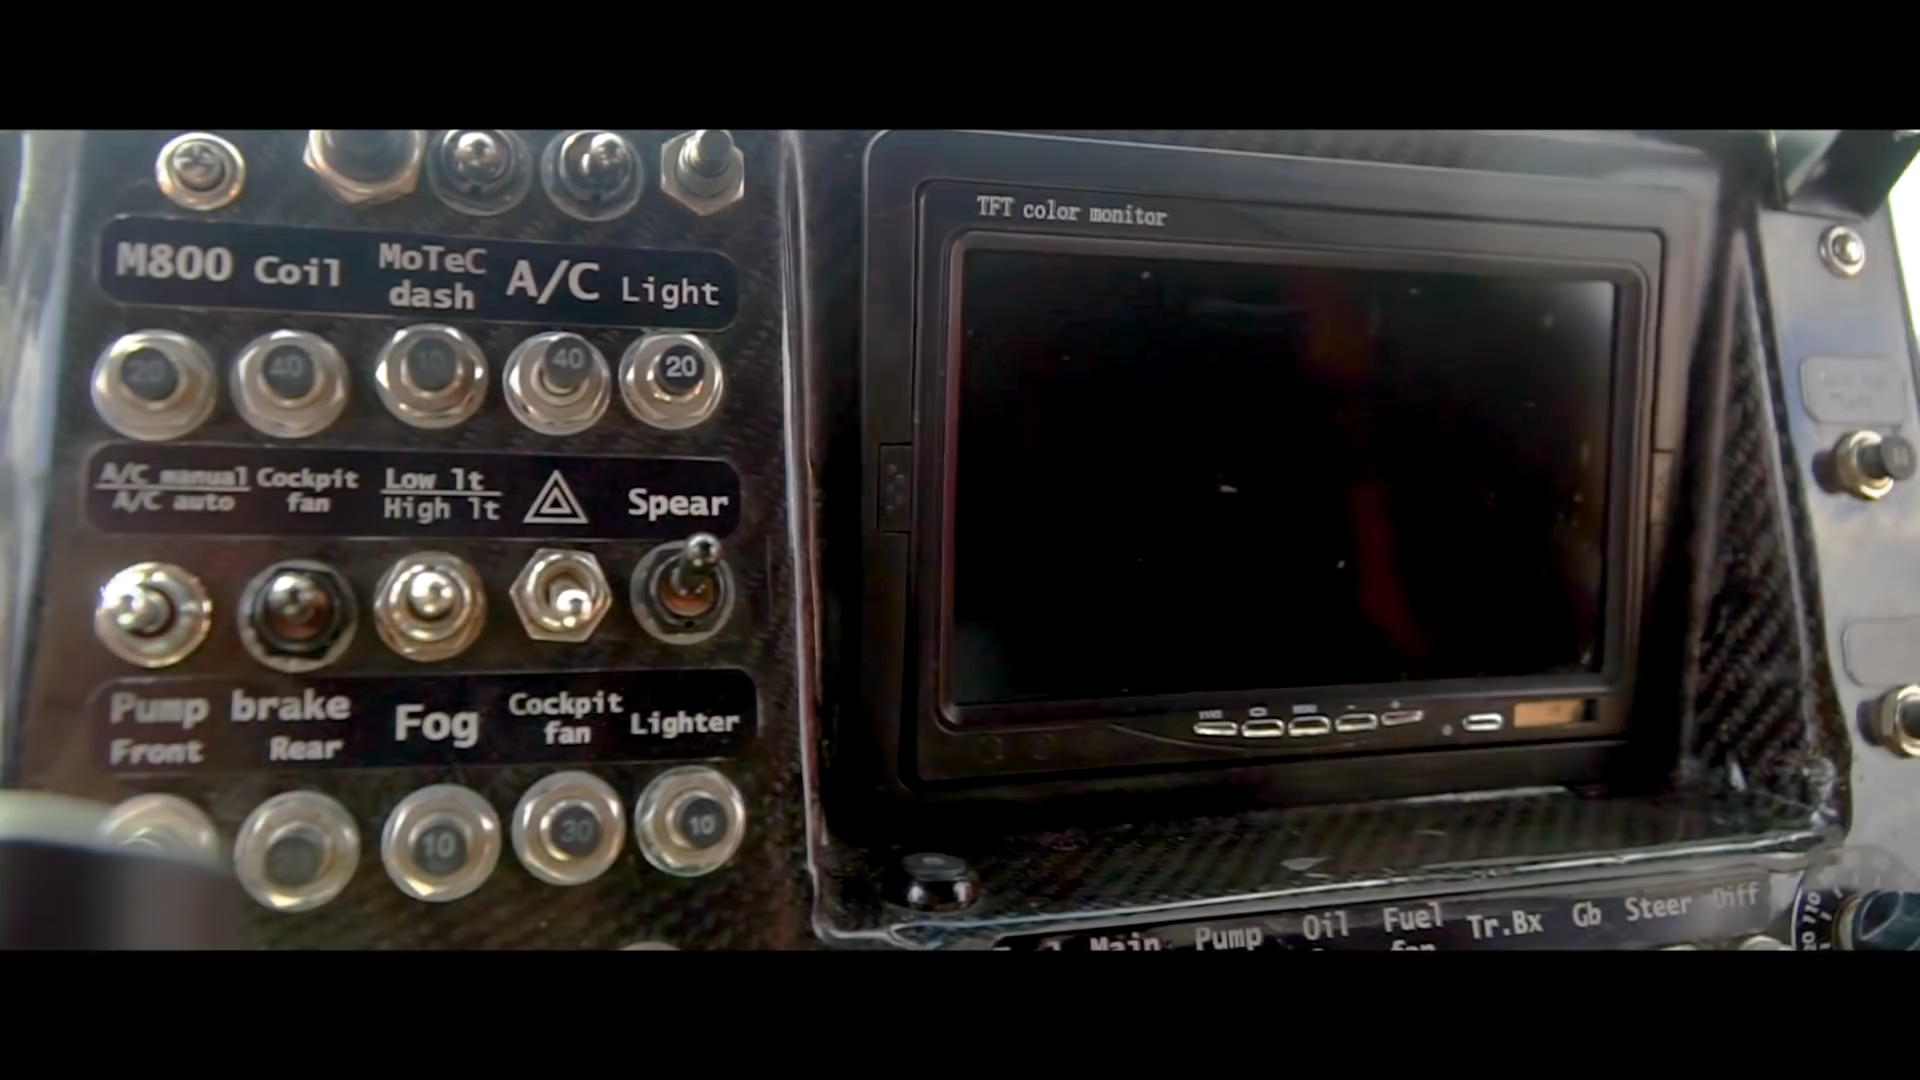 TFT color monitor
M800 Coil MoTeC dash A/C Light
20 40 10 40 20
A/C manual Cockpit fan Low lt Spear
A/C auto High lt
Pump brake Fog Cockpit fan Lighter
Front Rear
10 30 10
Main Pump Oil Fuel fan Tr.Bx Gb Steer Diff
110